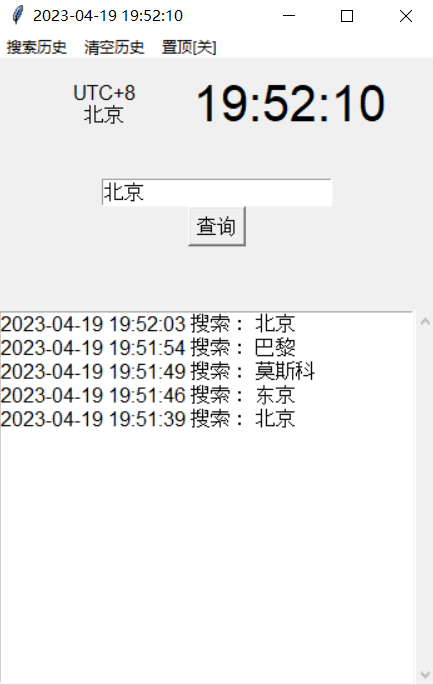 2023-04-19 19:52:10
搜索历史 清空历史 置顶[关]
UTC+8
北京
19:52:10
北京
查询
2023-04-19 19:52:03 搜索： 北京
2023-04-19 19:51:54 搜索： 巴黎
2023-04-19 19:51:49 搜索： 莫斯科
2023-04-19 19:51:46 搜索： 东京
2023-04-19 19:51:39 搜索： 北京